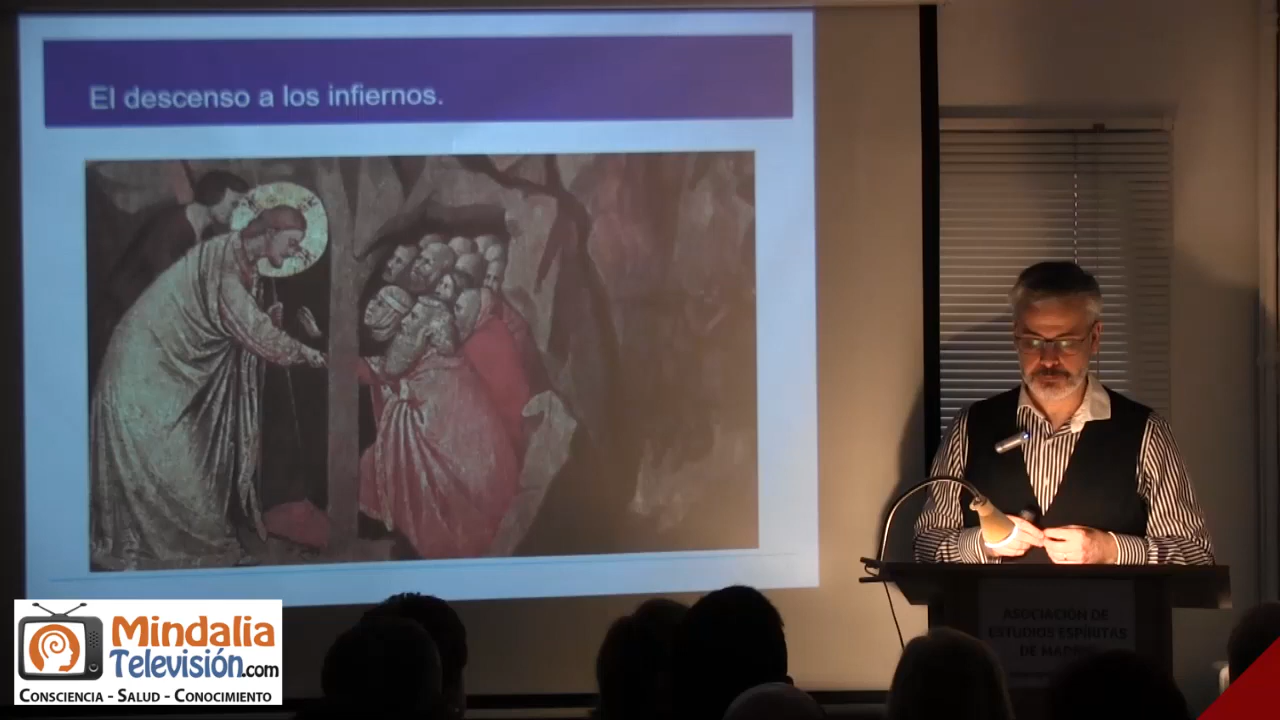 El descenso a los infiernos.
Mindalia
Televisión.com
CONSCIENCIA - SALUD - CONOCIMIENTO
ASOCIACIÓN DE
ESTUDIOS ESPÍRITAS
DE MADRID